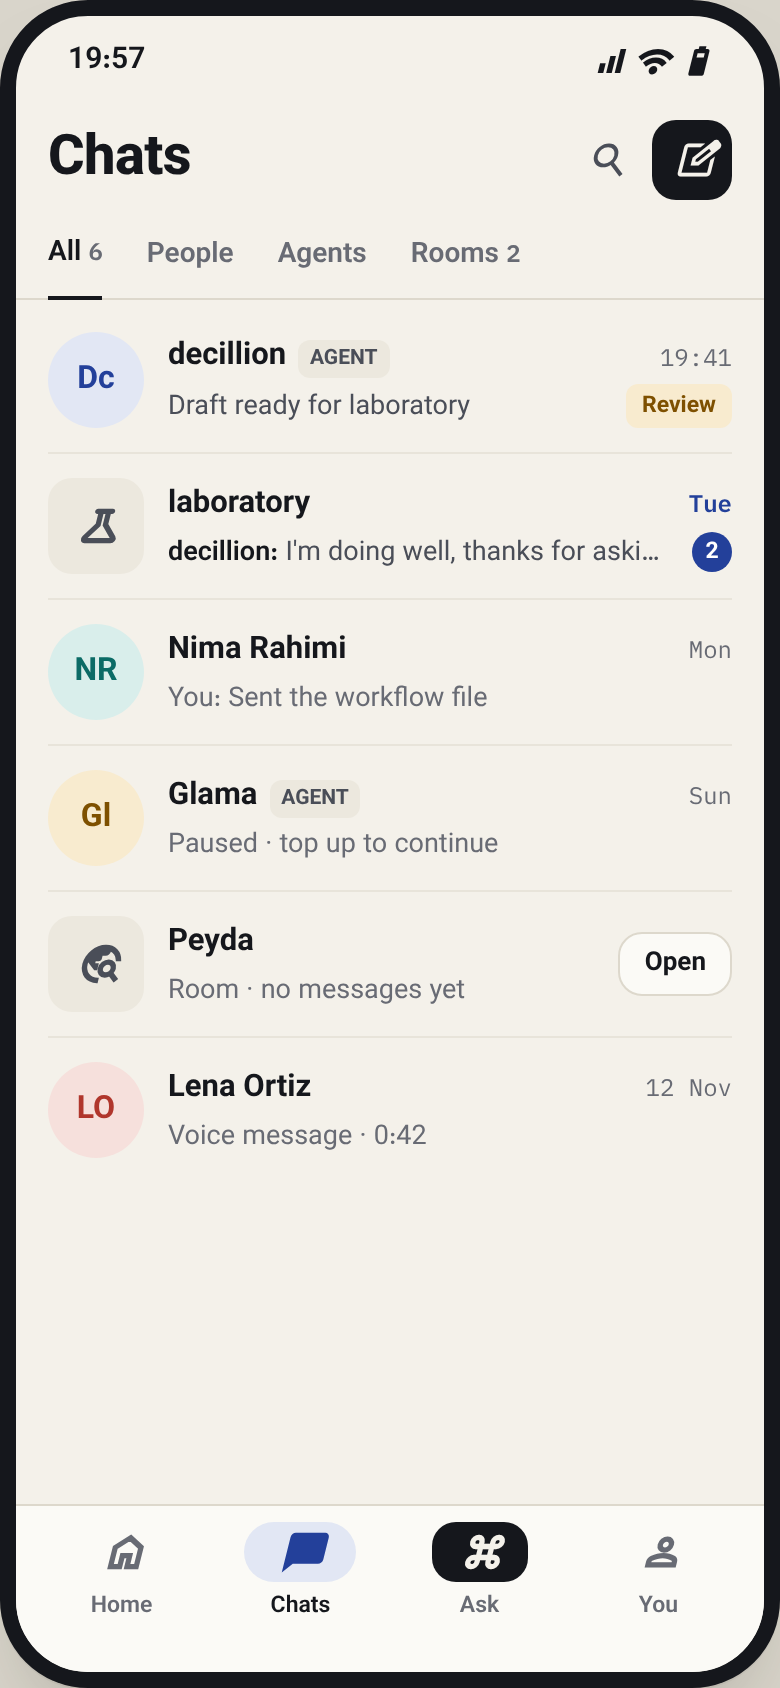 19:57
Chats
All 6 People Agents Rooms 2
Dc decillion AGENT 19:41
Draft ready for laboratory Review
laboratory Tue
decillion: I'm doing well, thanks for aski... 2
NR Nima Rahimi Mon
You: Sent the workflow file
Gl Glama AGENT Sun
Paused · top up to continue
Peyda Open
Room · no messages yet
LO Lena Ortiz 12 Nov
Voice message · 0:42
Home Chats Ask You